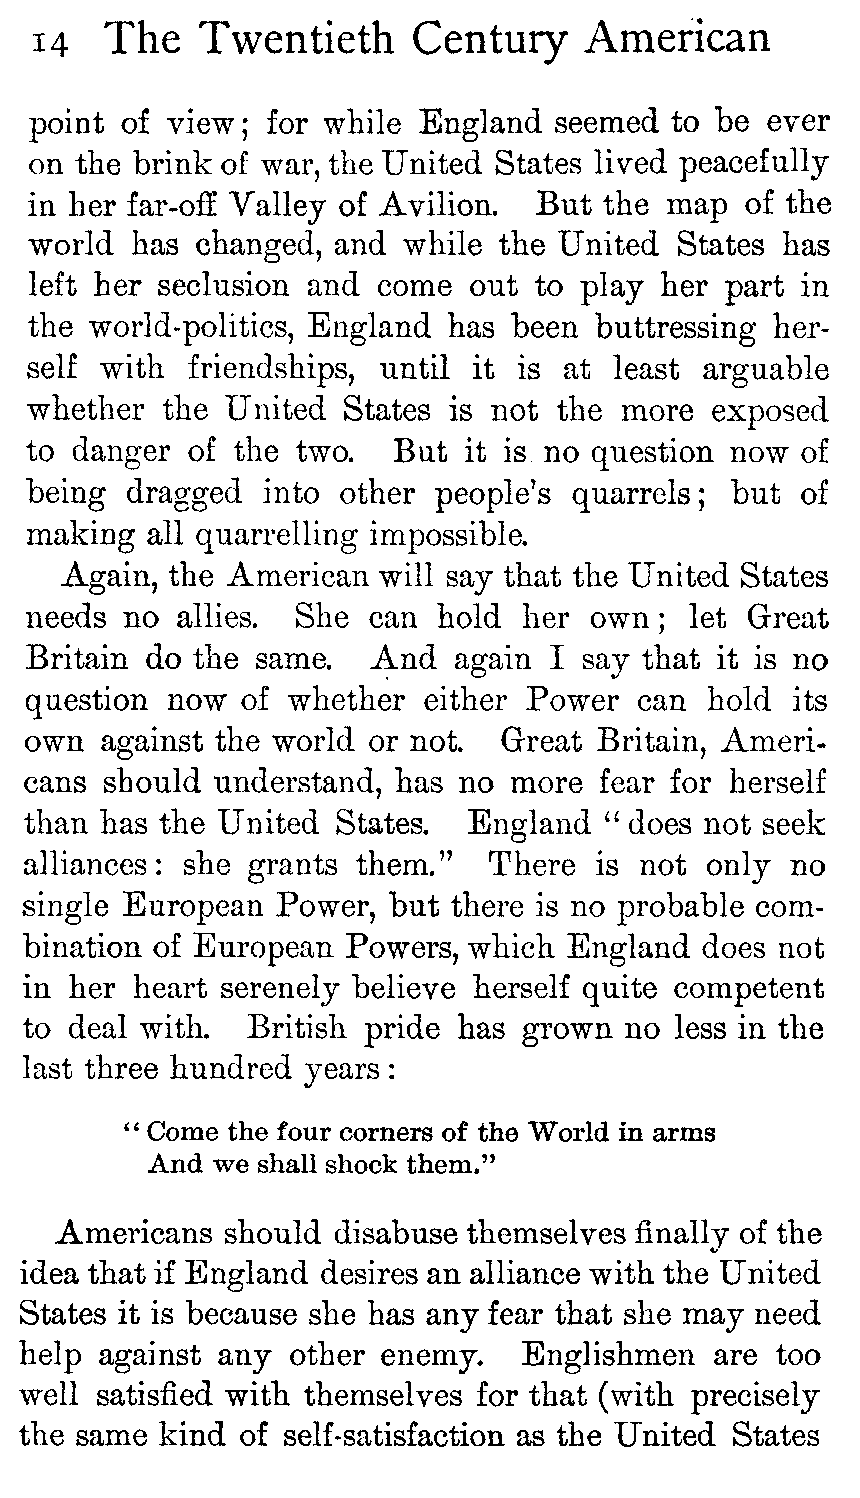 14 The Twentieth Century American
point of view; for while England seemed to be ever
on the brink of war, the United States lived peacefully
in her far-off Valley of Avilion. But the map of the
world has changed, and while the United States has
left her seclusion and come out to play her part in
the world-politics, England has been buttressing her-
self with friendships, until it is at least arguable
whether the United States is not the more exposed
to danger of the two. But it is no question now of
being dragged into other people's quarrels; but of
making all quarrelling impossible.
Again, the American will say that the United States
needs no allies. She can hold her own; let Great
Britain do the same. And again I say that it is no
question now of whether either Power can hold its
own against the world or not. Great Britain, Ameri-
cans should understand, has no more fear for herself
than has the United States. England "does not seek
alliances: she grants them." There is not only no
single European Power, but there is no probable com-
bination of European Powers, which England does not
in her heart serenely believe herself quite competent
to deal with. British pride has grown no less in the
last three hundred years:
"Come the four corners of the World in arms
And we shall shock them."
Americans should disabuse themselves finally of the
idea that if England desires an alliance with the United
States it is because she has any fear that she may need
help against any other enemy. Englishmen are too
well satisfied with themselves for that (with precisely
the same kind of self-satisfaction as the United States